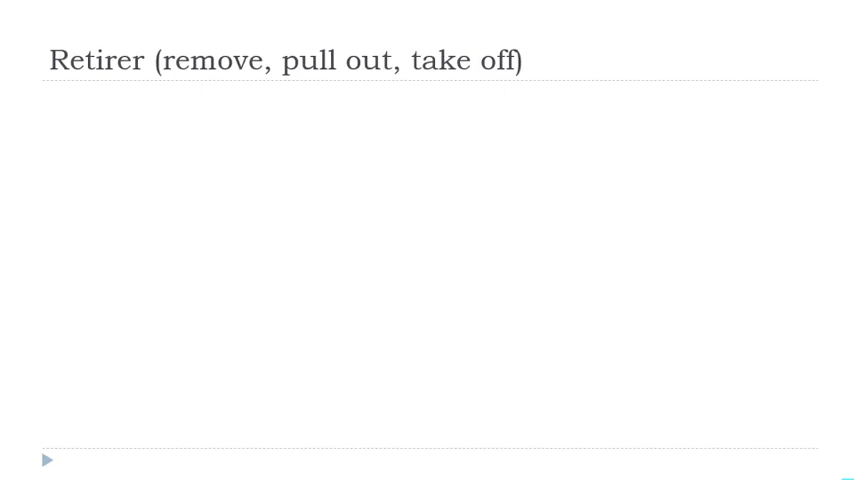 Retirer (remove, pull out, take off)